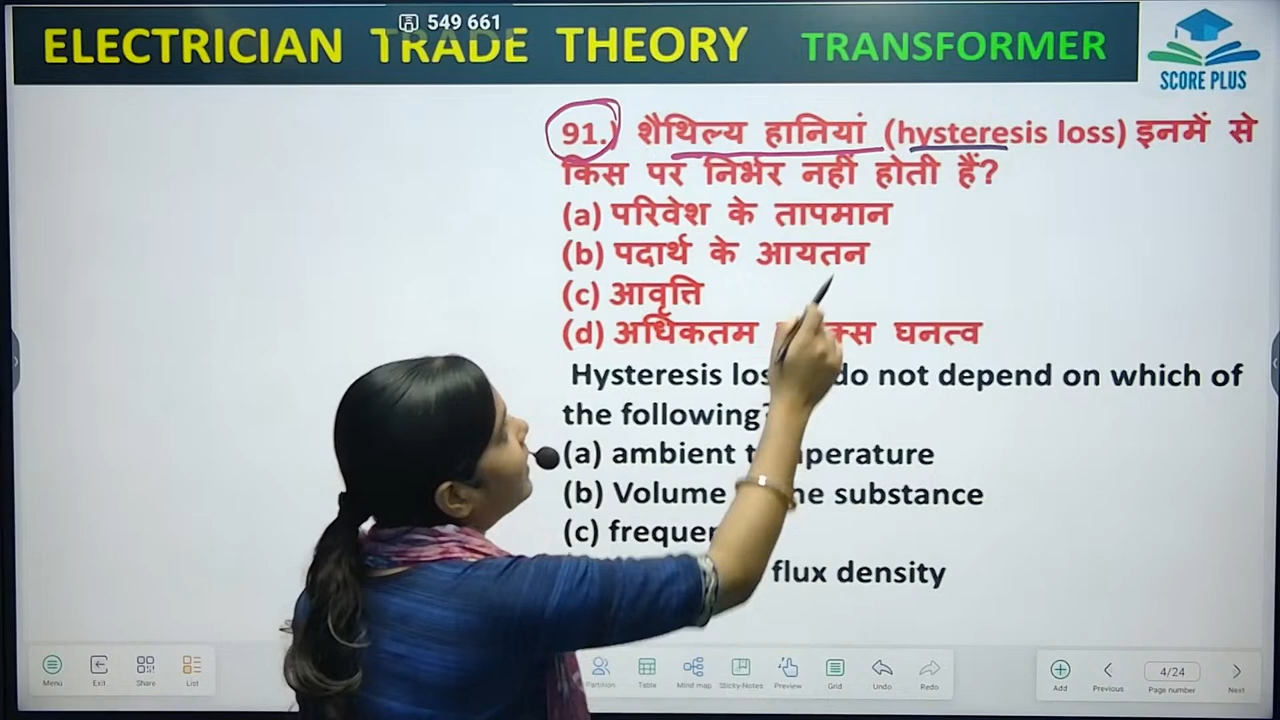 549 661
ELECTRICIAN TRADE THEORY TRANSFORMER
SCORE PLUS
91.) शैथिल्य हानियां (hysteresis loss) इनमें से
किस पर निर्भर नहीं होती हैं?
(a) परिवेश के तापमान
(b) पदार्थ के आयतन
(c) आवृत्ति
(d) अधिकतम घनत्व
Hysteresis do not depend on which of
the following?
(a) ambient
(b) Volume substance
(c)
flux density
Menu Exit Share List Partition Table Mind map Sticky-Notes Preview Grid Undo Redo Add Previous 4/24 Page number Next